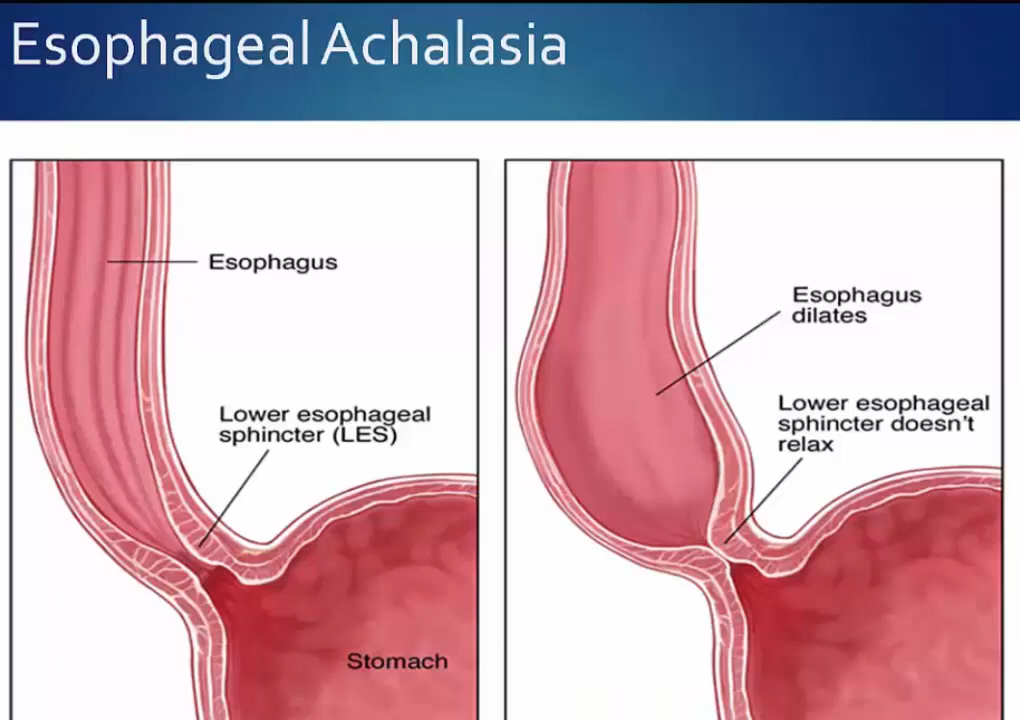 Esophageal Achalasia
Esophagus
Lower esophageal
sphincter (LES)
Stomach
Esophagus
dilates
Lower esophageal
sphincter doesn't
relax